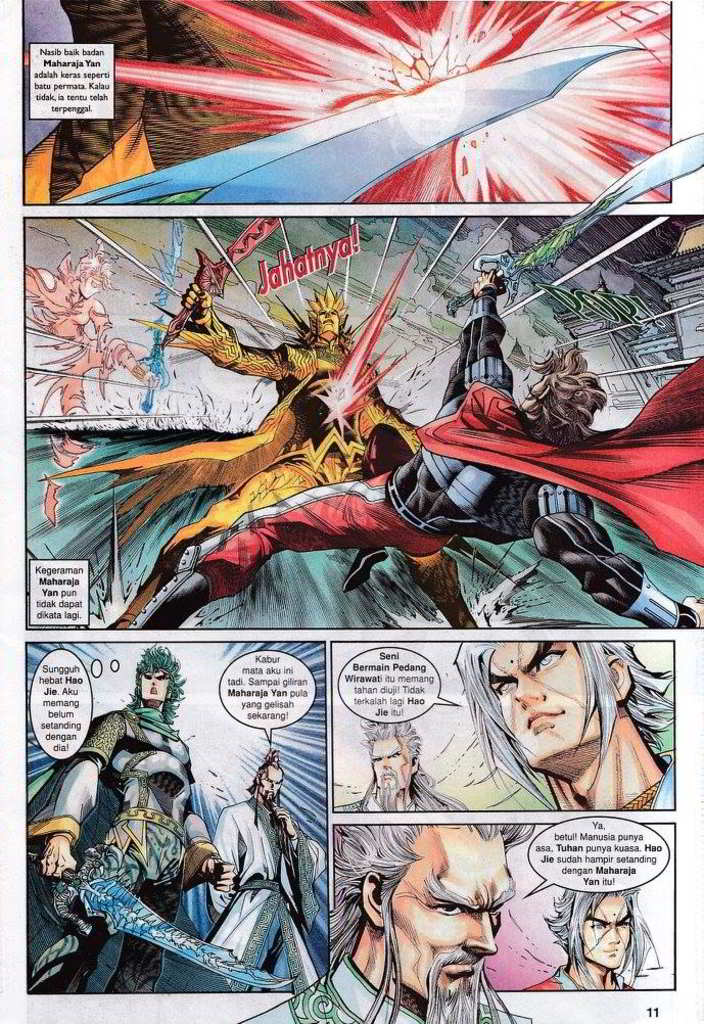 Nasib baik badan
Maharaja Yan
adalah keras seperti
batu permata. Kalau
tidak, ia tentu telah
terpenggal.
Jahatnya!
POP!
Kegeraman
Maharaja
Yan pun
tidak dapat
dikata lagi.
Sungguh
hebat Hao
Jie. Aku
memang
belum
setanding
dengan
dia!
Kabur
mata aku ini
tadi. Sampai giliran
Maharaja Yan pula
yang gelisah
sekarang!
Seni
Bermain Pedang
Wirawati itu memang
tahan diuji! Tidak
terkalah lagi Hao
Jie itu!
Ya,
betul! Manusia punya
asa, Tuhan punya kuasa. Hao
Jie sudah hampir setanding
dengan Maharaja
Yan itu!
11